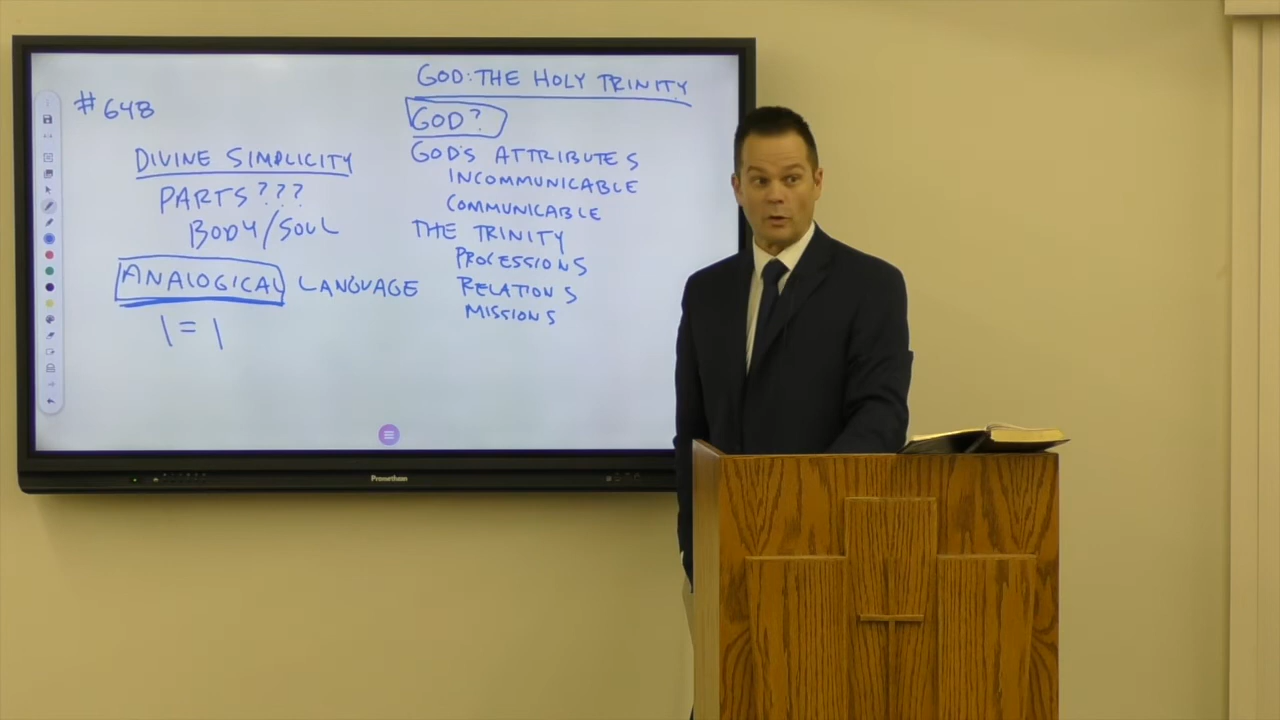 #648
DIVINE SIMPLICITY
PARTS???
BODY/SOUL
ANALOGICAL LANGUAGE
1 = 1
GOD: THE HOLY TRINITY
GOD?
GOD'S ATTRIBUTES
INCOMMUNICABLE
COMMUNICABLE
THE TRINITY
PROCESSIONS
RELATIONS
MISSIONS
Promethean